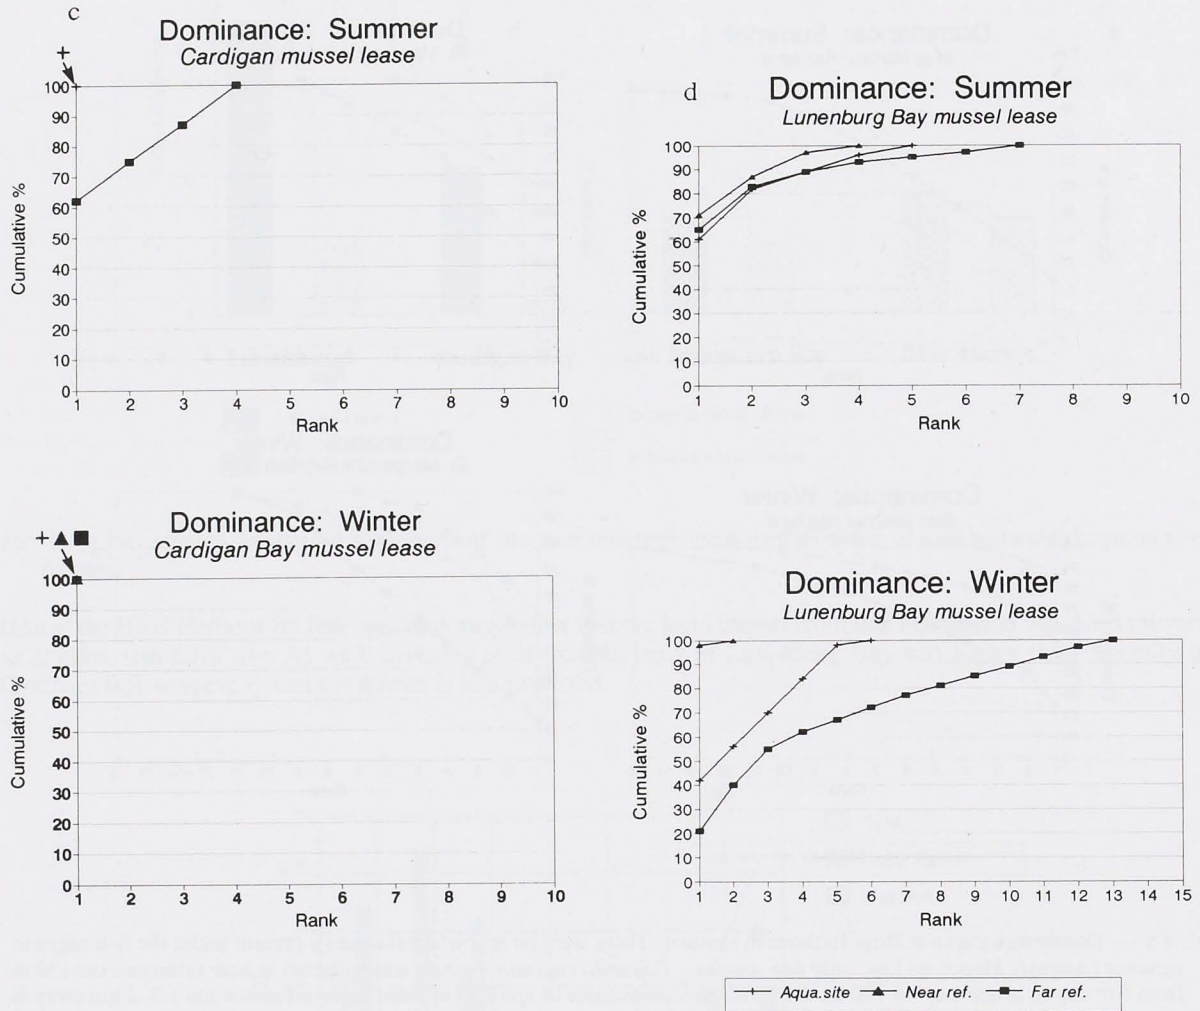 c
Dominance: Summer
Cardigan mussel lease
+
100
90
80
70
60
50
40
30
20
10
0
Cumulative %
1 2 3 4 5 6 7 8 9 10
Rank
d
Dominance: Summer
Lunenburg Bay mussel lease
100
90
80
70
60
50
40
30
20
10
0
Cumulative %
1 2 3 4 5 6 7 8 9 10
Rank
Dominance: Winter
Cardigan Bay mussel lease
+ ▲ ■
100
90
80
70
60
50
40
30
20
10
0
Cumulative %
1 2 3 4 5 6 7 8 9 10
Rank
Dominance: Winter
Lunenburg Bay mussel lease
100
90
80
70
60
50
40
30
20
10
0
Cumulative %
1 2 3 4 5 6 7 8 9 10 11 12 13 14 15
Rank
Aqua.site Near ref. Far ref.